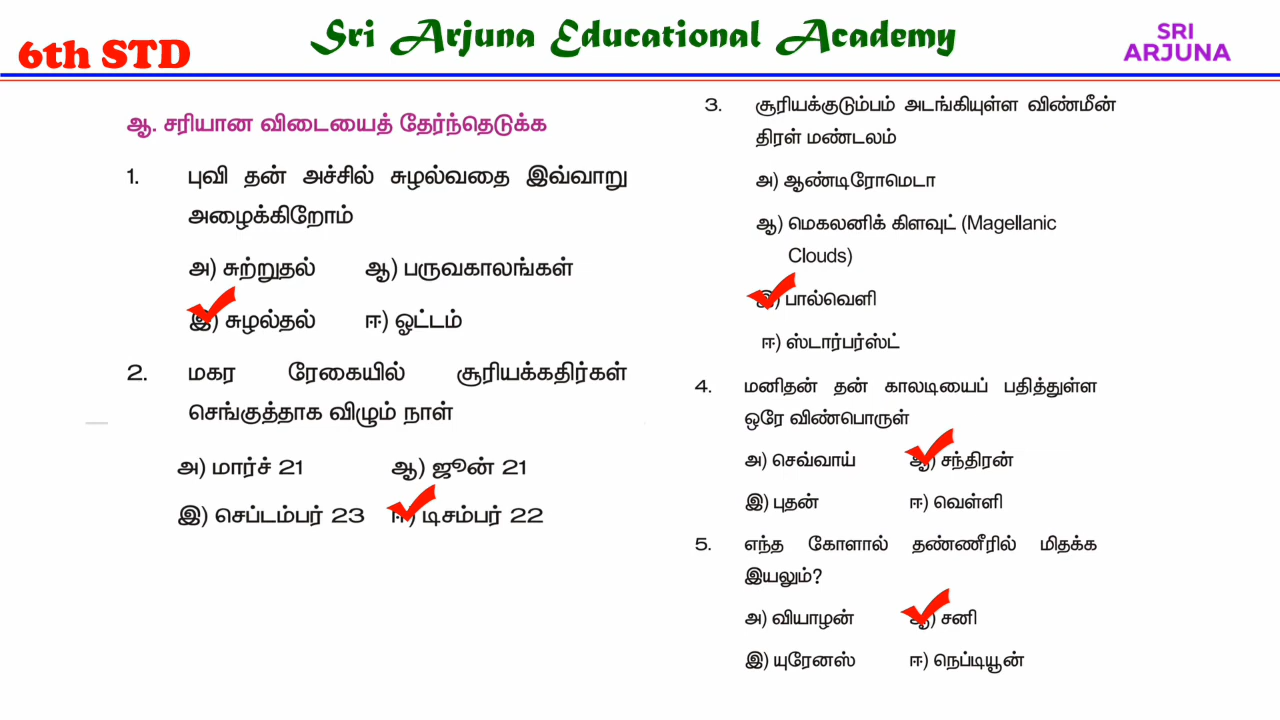 6th STD
Sri Arjuna Educational Academy
SRI
ARJUNA
ஆ. சரியான விடையைத் தேர்ந்தெடுக்க
1. புவி தன் அச்சில் சுழல்வதை இவ்வாறு
அழைக்கிறோம்
அ) சுற்றுதல் ஆ) பருவகாலங்கள்
இ) சுழல்தல் ஈ) ஓட்டம்
2. மகர ரேகையில் சூரியக்கதிர்கள்
செங்குத்தாக விழும் நாள்
அ) மார்ச் 21 ஆ) ஜூன் 21
இ) செப்டம்பர் 23 ஈ) டிசம்பர் 22
3. சூரியக்குடும்பம் அடங்கியுள்ள விண்மீன்
திரள் மண்டலம்
அ) ஆண்டிரோமெடா
ஆ) மெகலனிக் கிளவுட் (Magellanic
Clouds)
இ) பால்வெளி
ஈ) ஸ்டார்பர்ஸ்ட்
4. மனிதன் தன் காலடியைப் பதித்துள்ள
ஒரே விண்பொருள்
அ) செவ்வாய் ஆ) சந்திரன்
இ) புதன் ஈ) வெள்ளி
5. எந்த கோளால் தண்ணீரில் மிதக்க
இயலும்?
அ) வியாழன் ஆ) சனி
இ) யுரேனஸ் ஈ) நெப்டியூன்